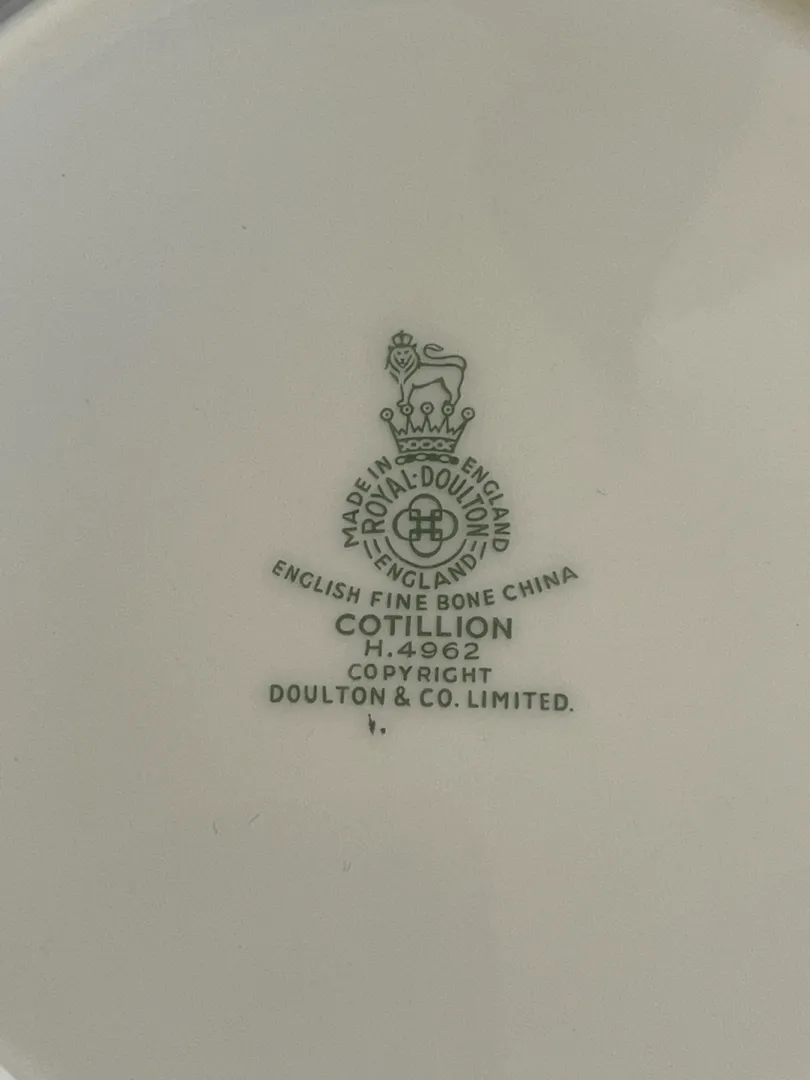 MADE IN ENGLAND
ROYAL·DOULTON
ENGLAND
ENGLISH FINE BONE CHINA
COTILLION
H.4962
COPYRIGHT
DOULTON & CO. LIMITED.